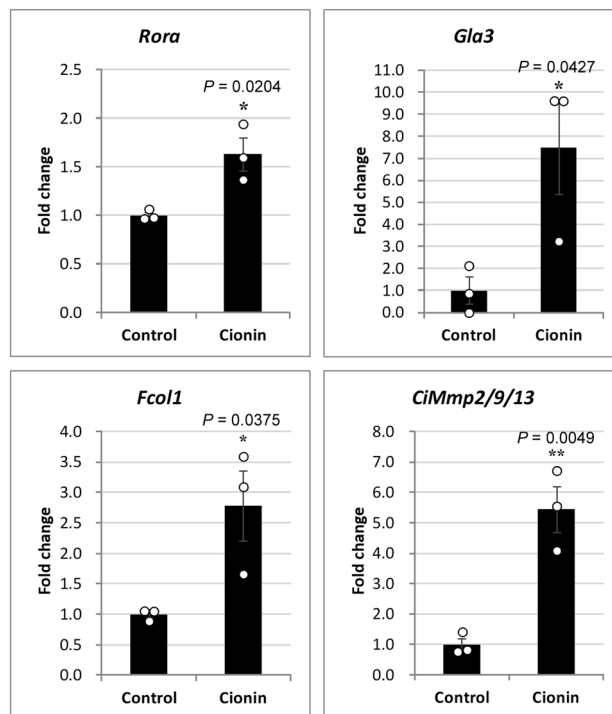 Rora
P = 0.0204
*
2.5
2.0
1.5
1.0
0.5
0.0
Fold change
Control Cionin
Gla3
P = 0.0427
*
11.0
10.0
9.0
8.0
7.0
6.0
5.0
4.0
3.0
2.0
1.0
0.0
Fold change
Control Cionin
Fcol1
P = 0.0375
*
4.0
3.5
3.0
2.5
2.0
1.5
1.0
0.5
0.0
Fold change
Control Cionin
CiMmp2/9/13
P = 0.0049
**
8.0
7.0
6.0
5.0
4.0
3.0
2.0
1.0
0.0
Fold change
Control Cionin